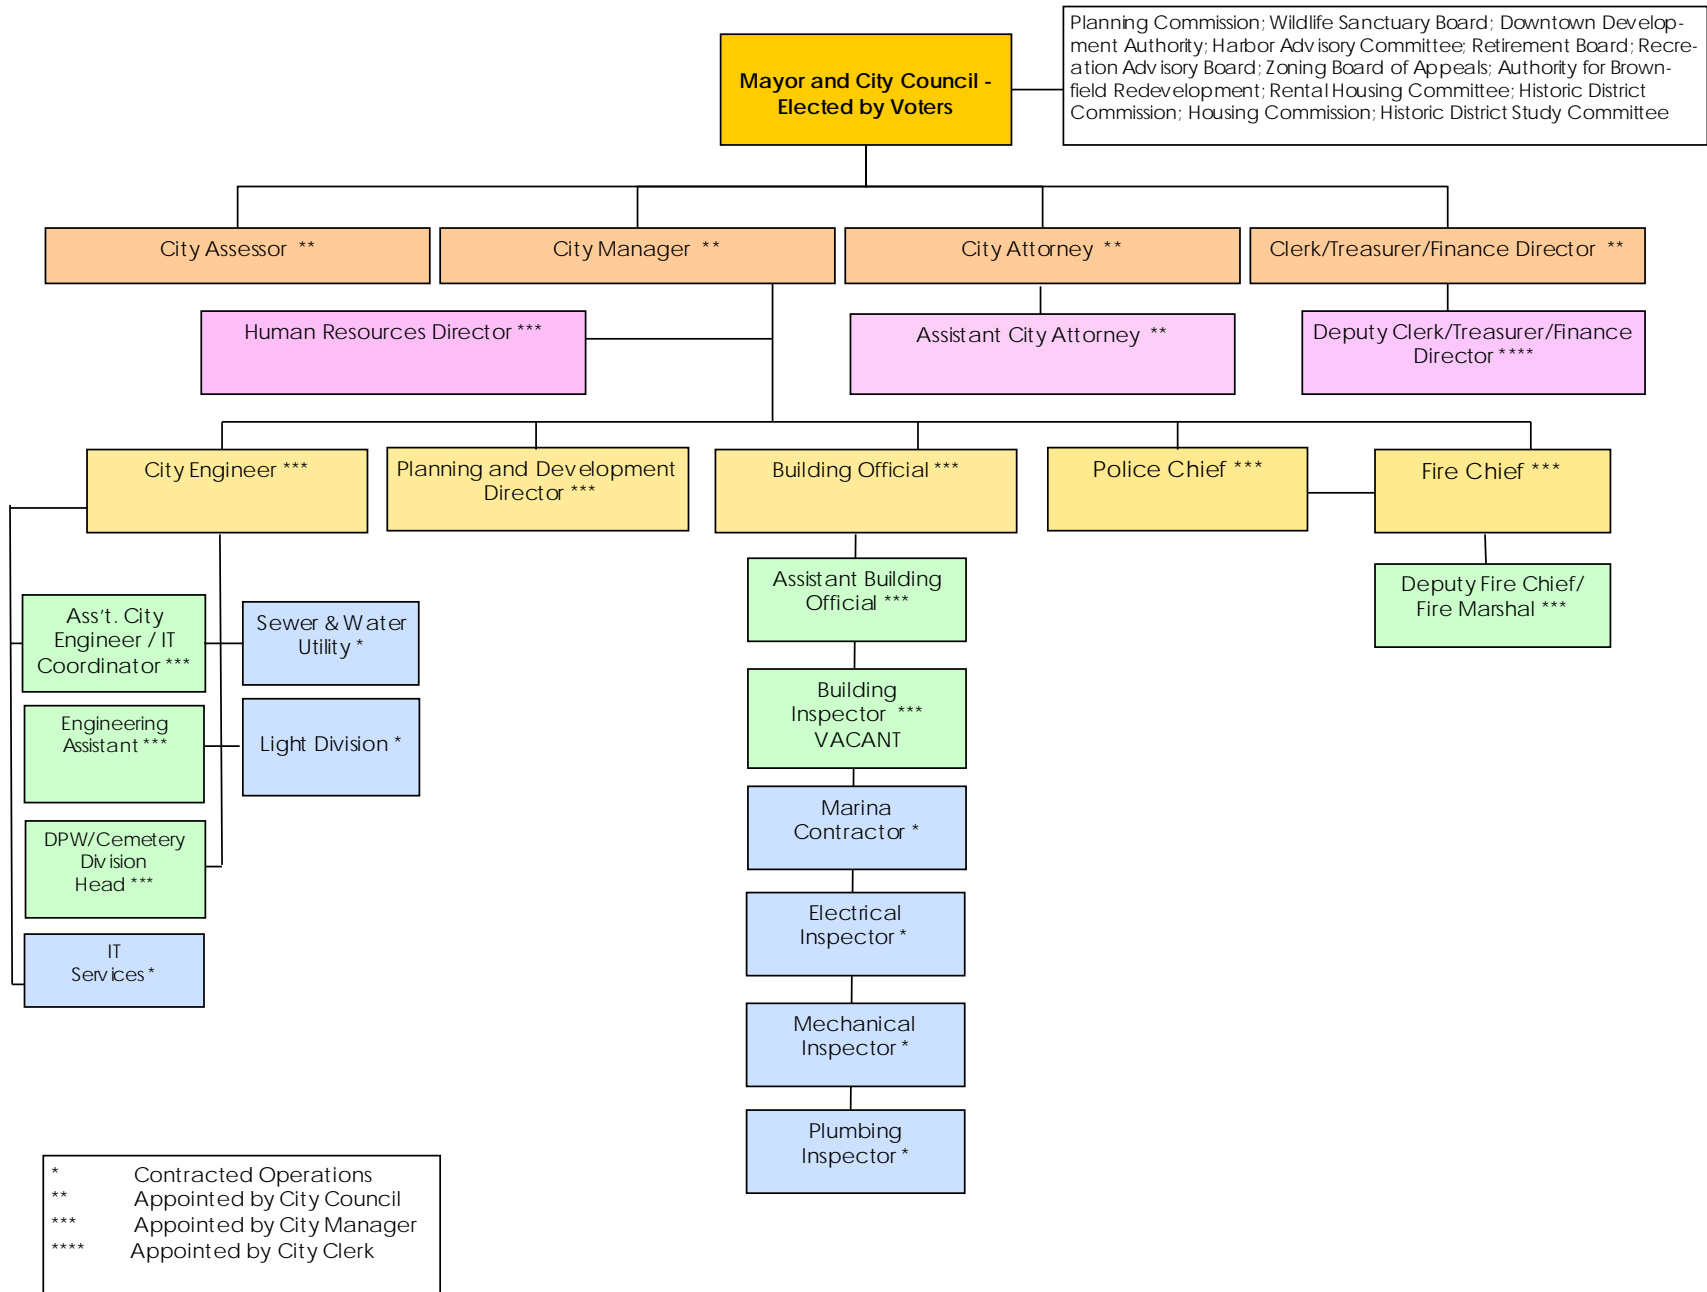 Planning Commission; Wildlife Sanctuary Board; Downtown Develop-
ment Authority; Harbor Advisory Committee; Retirement Board; Recre-
ation Advisory Board; Zoning Board of Appeals; Authority for Brown-
field Redevelopment; Rental Housing Committee; Historic District
Commission; Housing Commission; Historic District Study Committee
Mayor and City Council -
Elected by Voters
City Assessor **
City Manager **
City Attorney **
Clerk/Treasurer/Finance Director **
Human Resources Director ***
Assistant City Attorney **
Deputy Clerk/Treasurer/Finance
Director ****
City Engineer ***
Planning and Development
Director ***
Building Official ***
Police Chief ***
Fire Chief ***
Ass't. City
Engineer / IT
Coordinator ***
Sewer & Water
Utility *
Engineering
Assistant ***
Light Division *
DPW/Cemetery
Division
Head ***
IT
Services *
Assistant Building
Official ***
Building
Inspector ***
VACANT
Marina
Contractor *
Electrical
Inspector *
Mechanical
Inspector *
Plumbing
Inspector *
Deputy Fire Chief/
Fire Marshal ***
* Contracted Operations
** Appointed by City Council
*** Appointed by City Manager
**** Appointed by City Clerk